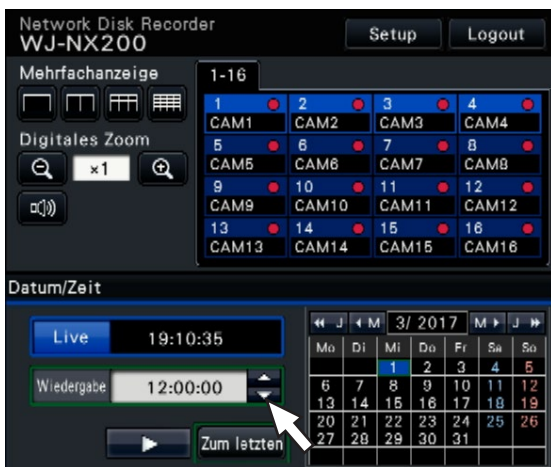 Network Disk Recorder
WJ-NX200
Setup
Logout
Mehrfachanzeige
1-16
1 2 3 4
CAM1 CAM2 CAM3 CAM4
Digitales Zoom
5 6 7 8
CAM5 CAM6 CAM7 CAM8
×1
9 10 11 12
CAM9 CAM10 CAM11 CAM12
13 14 15 16
CAM13 CAM14 CAM15 CAM16
Datum/Zeit
Live 19:10:35
Wiedergabe 12:00:00
Zum letzten
J M 3/ 2017 M J
Mo Di Mi Do Fr Sa So
1 2 3 4 5
6 7 8 9 10 11 12
13 14 15 16 17 18 19
20 21 22 23 24 25 26
27 28 29 30 31